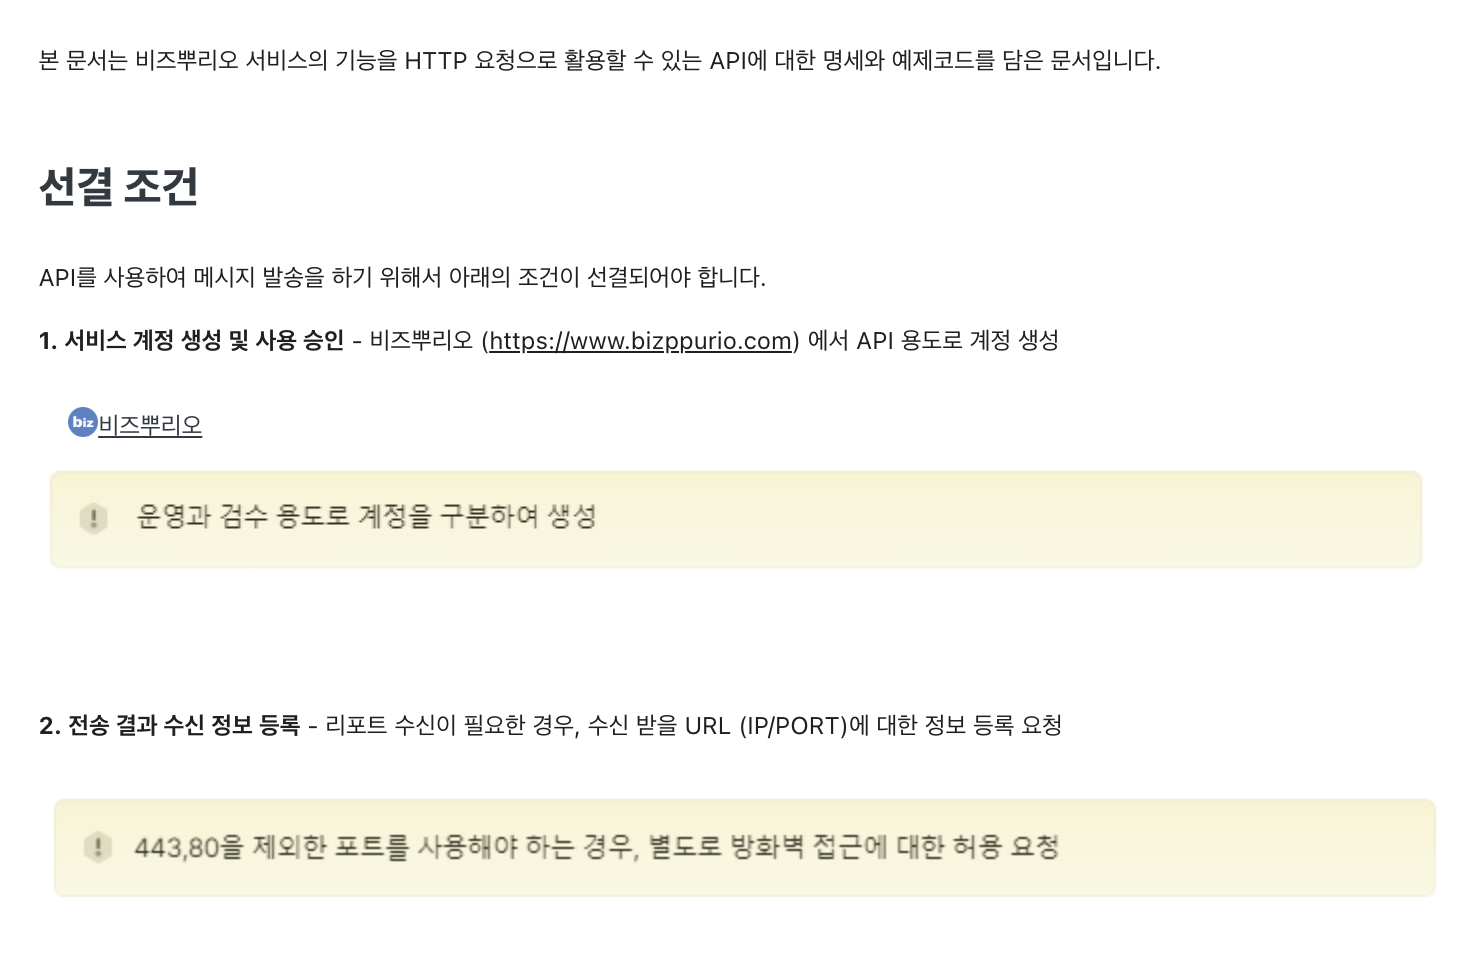 본 문서는 비즈뿌리오 서비스의 기능을 HTTP 요청으로 활용할 수 있는 API에 대한 명세와 예제코드를 담은 문서입니다.
선결 조건
API를 사용하여 메시지 발송을 하기 위해서 아래의 조건이 선결되어야 합니다.
1. 서비스 계정 생성 및 사용 승인 - 비즈뿌리오 (https://www.bizppurio.com) 에서 API 용도로 계정 생성
biz 비즈뿌리오
! 운영과 검수 용도로 계정을 구분하여 생성
2. 전송 결과 수신 정보 등록 - 리포트 수신이 필요한 경우, 수신 받을 URL (IP/PORT)에 대한 정보 등록 요청
! 443,80을 제외한 포트를 사용해야 하는 경우, 별도로 방화벽 접근에 대한 허용 요청